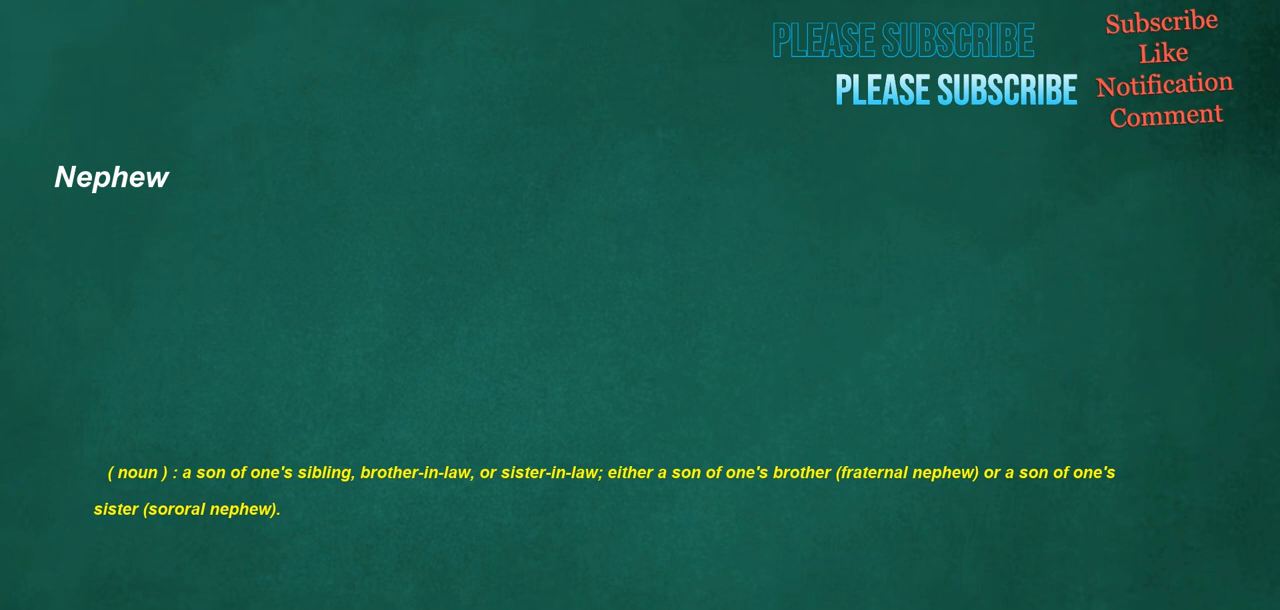 PLEASE SUBSCRIBE
PLEASE SUBSCRIBE
Subscribe
Like
Notification
Comment
Nephew
( noun ) : a son of one's sibling, brother-in-law, or sister-in-law; either a son of one's brother (fraternal nephew) or a son of one's
sister (sororal nephew).